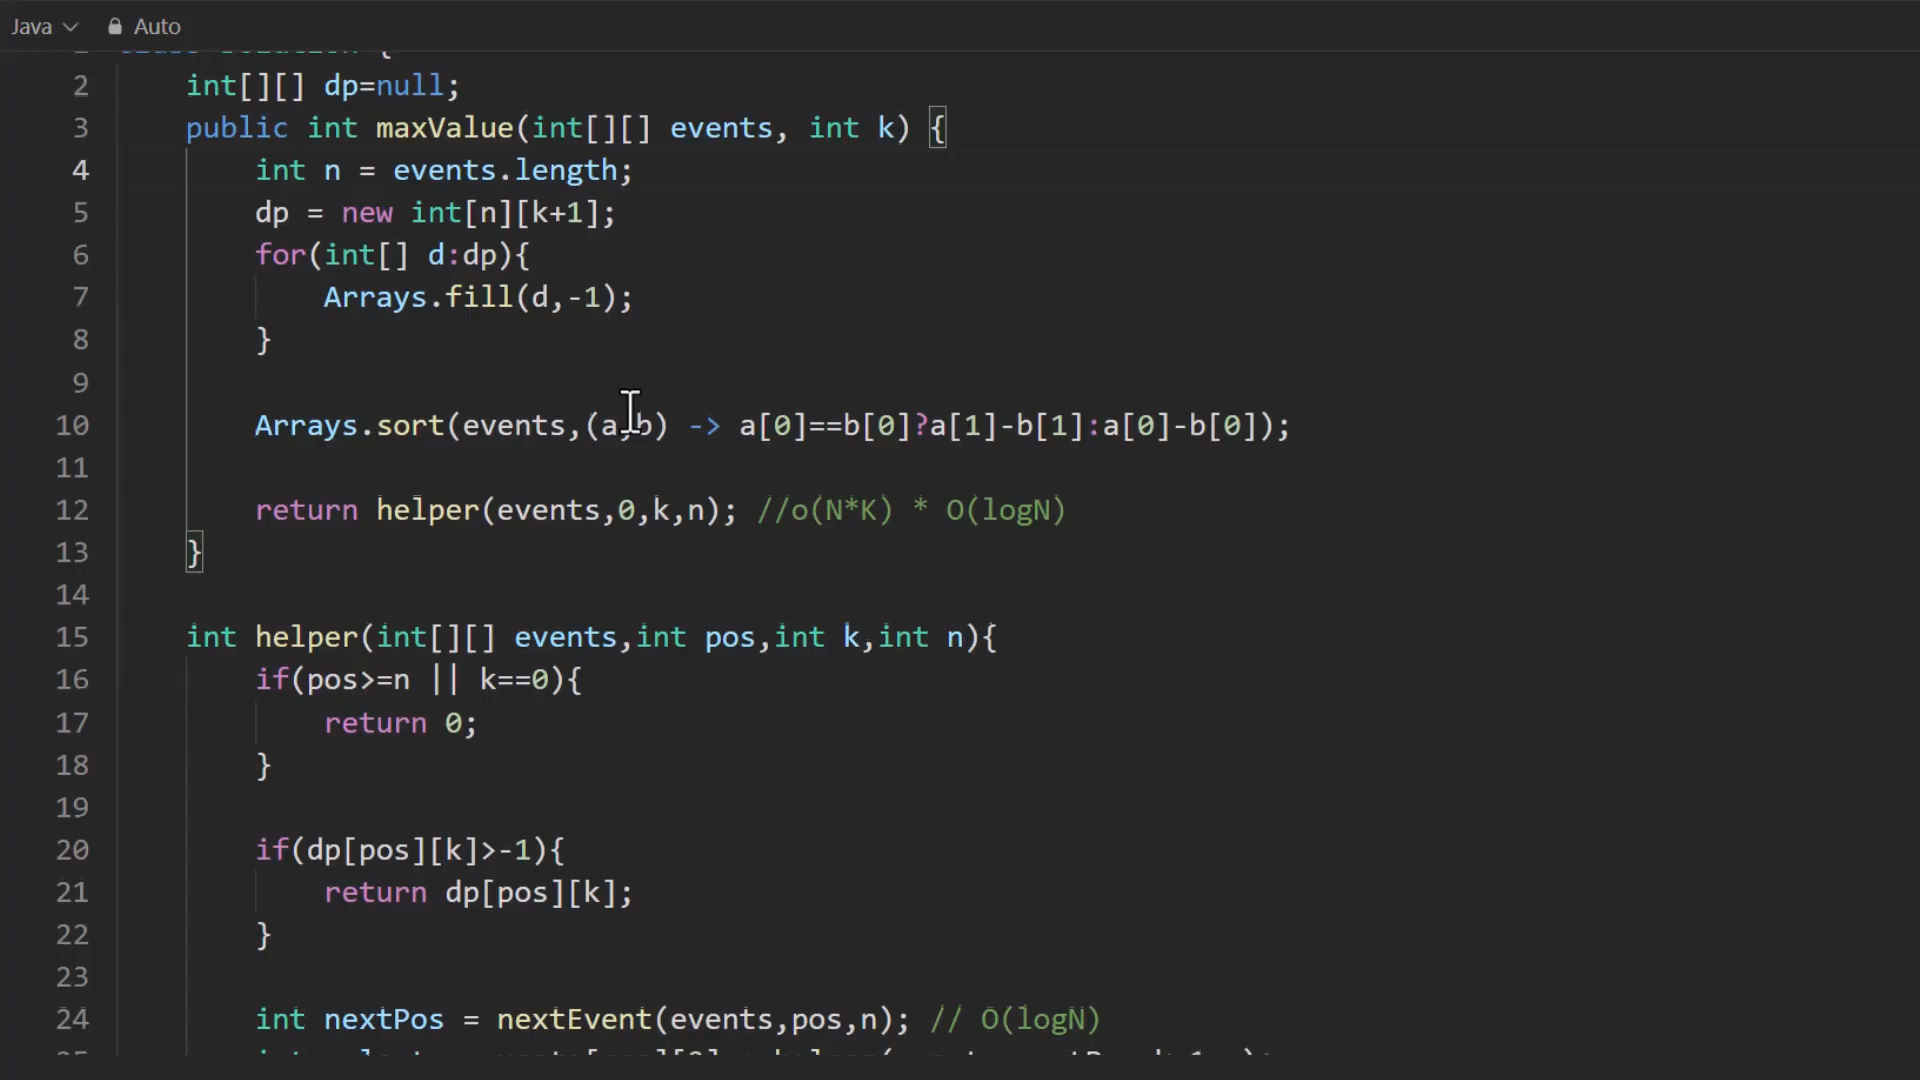 Java Auto
2 int[][] dp=null;
3 public int maxValue(int[][] events, int k) {
4 int n = events.length;
5 dp = new int[n][k+1];
6 for(int[] d:dp){
7 Arrays.fill(d,-1);
8 }
9
10 Arrays.sort(events,(a,b) -> a[0]==b[0]?a[1]-b[1]:a[0]-b[0]);
11
12 return helper(events,0,k,n); //o(N*K) * O(logN)
13 }
14
15 int helper(int[][] events,int pos,int k,int n){
16 if(pos>=n || k==0){
17 return 0;
18 }
19
20 if(dp[pos][k]>-1){
21 return dp[pos][k];
22 }
23
24 int nextPos = nextEvent(events,pos,n); // O(logN)